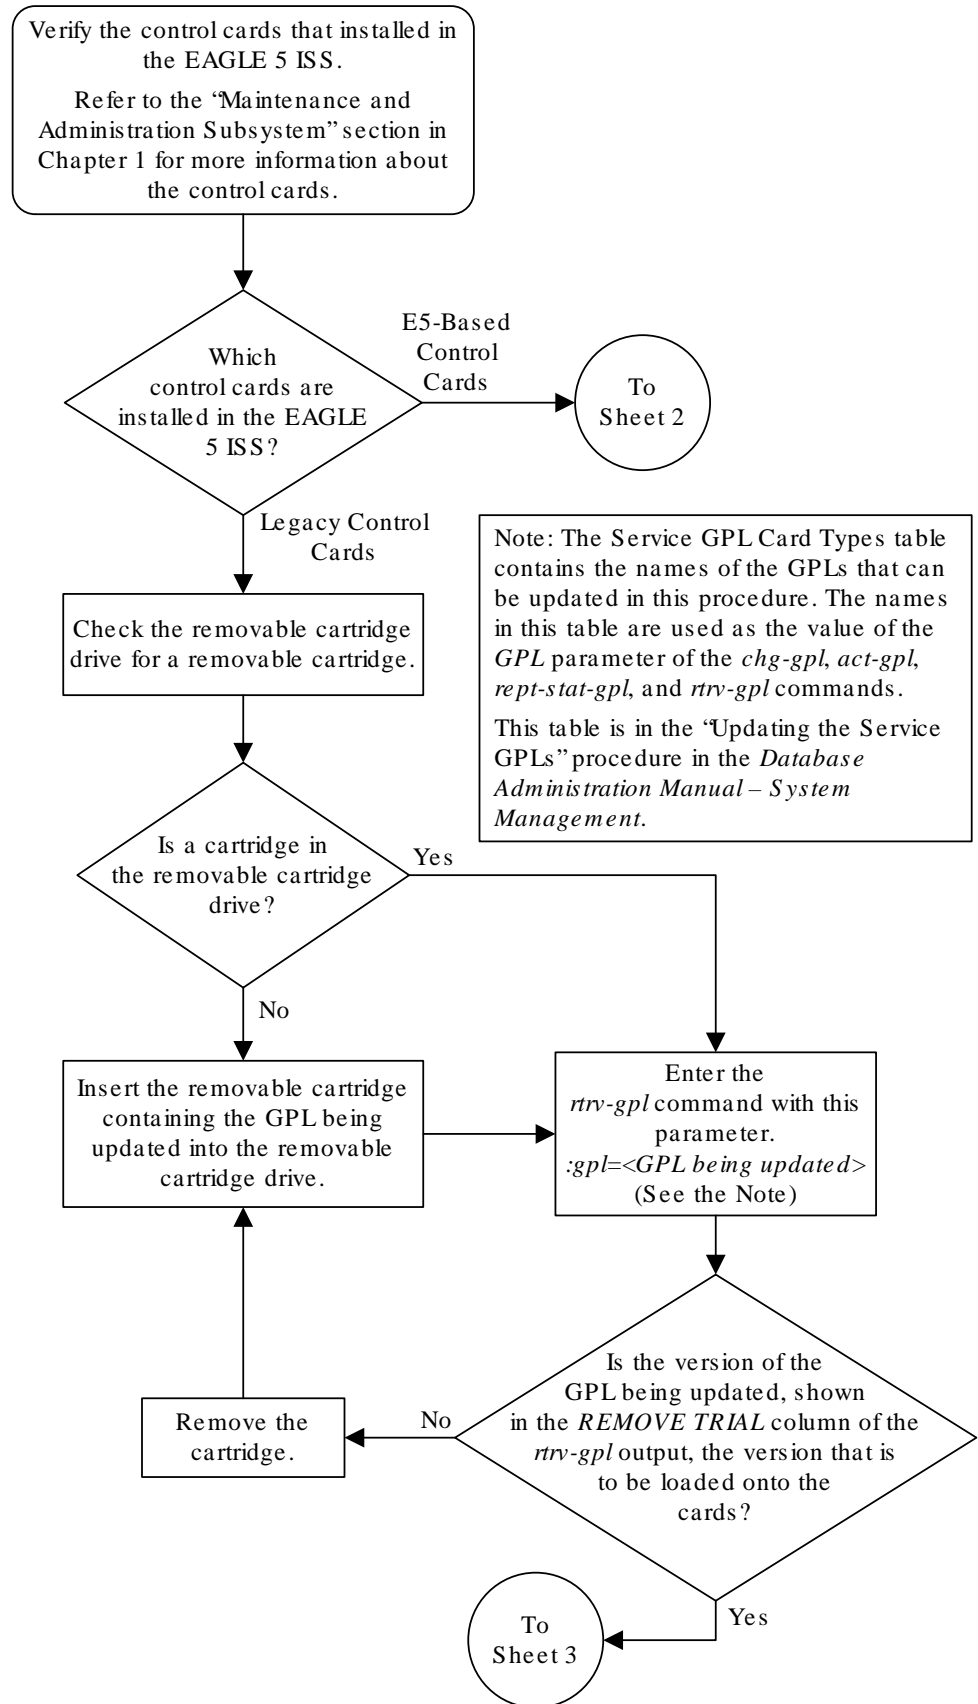 Verify the control cards that installed in
the EAGLE 5 ISS.
Refer to the “Maintenance and
Administration Subsystem” section in
Chapter 1 for more information about
the control cards.
Which
control cards are
installed in the EAGLE
5 ISS?
E5-Based
Control
Cards
To
Sheet 2
Legacy Control
Cards
Note: The Service GPL Card Types table
contains the names of the GPLs that can
be updated in this procedure. The names
in this table are used as the value of the
GPL parameter of the chg-gpl, act-gpl,
rept-stat-gpl, and rtrv-gpl commands.
This table is in the “Updating the Service
GPLs” procedure in the Database
Administration Manual – System
Management.
Check the removable cartridge
drive for a removable cartridge.
Is a cartridge in
the removable cartridge
drive?
Yes
No
Insert the removable cartridge
containing the GPL being
updated into the removable
cartridge drive.
Enter the
rtrv-gpl command with this
parameter.
:gpl=<GPL being updated>
(See the Note)
Is the version of the
GPL being updated, shown
in the REMOVE TRIAL column of the
rtrv-gpl output, the version that is
to be loaded onto the
cards?
No
Remove the
cartridge.
Yes
To
Sheet 3